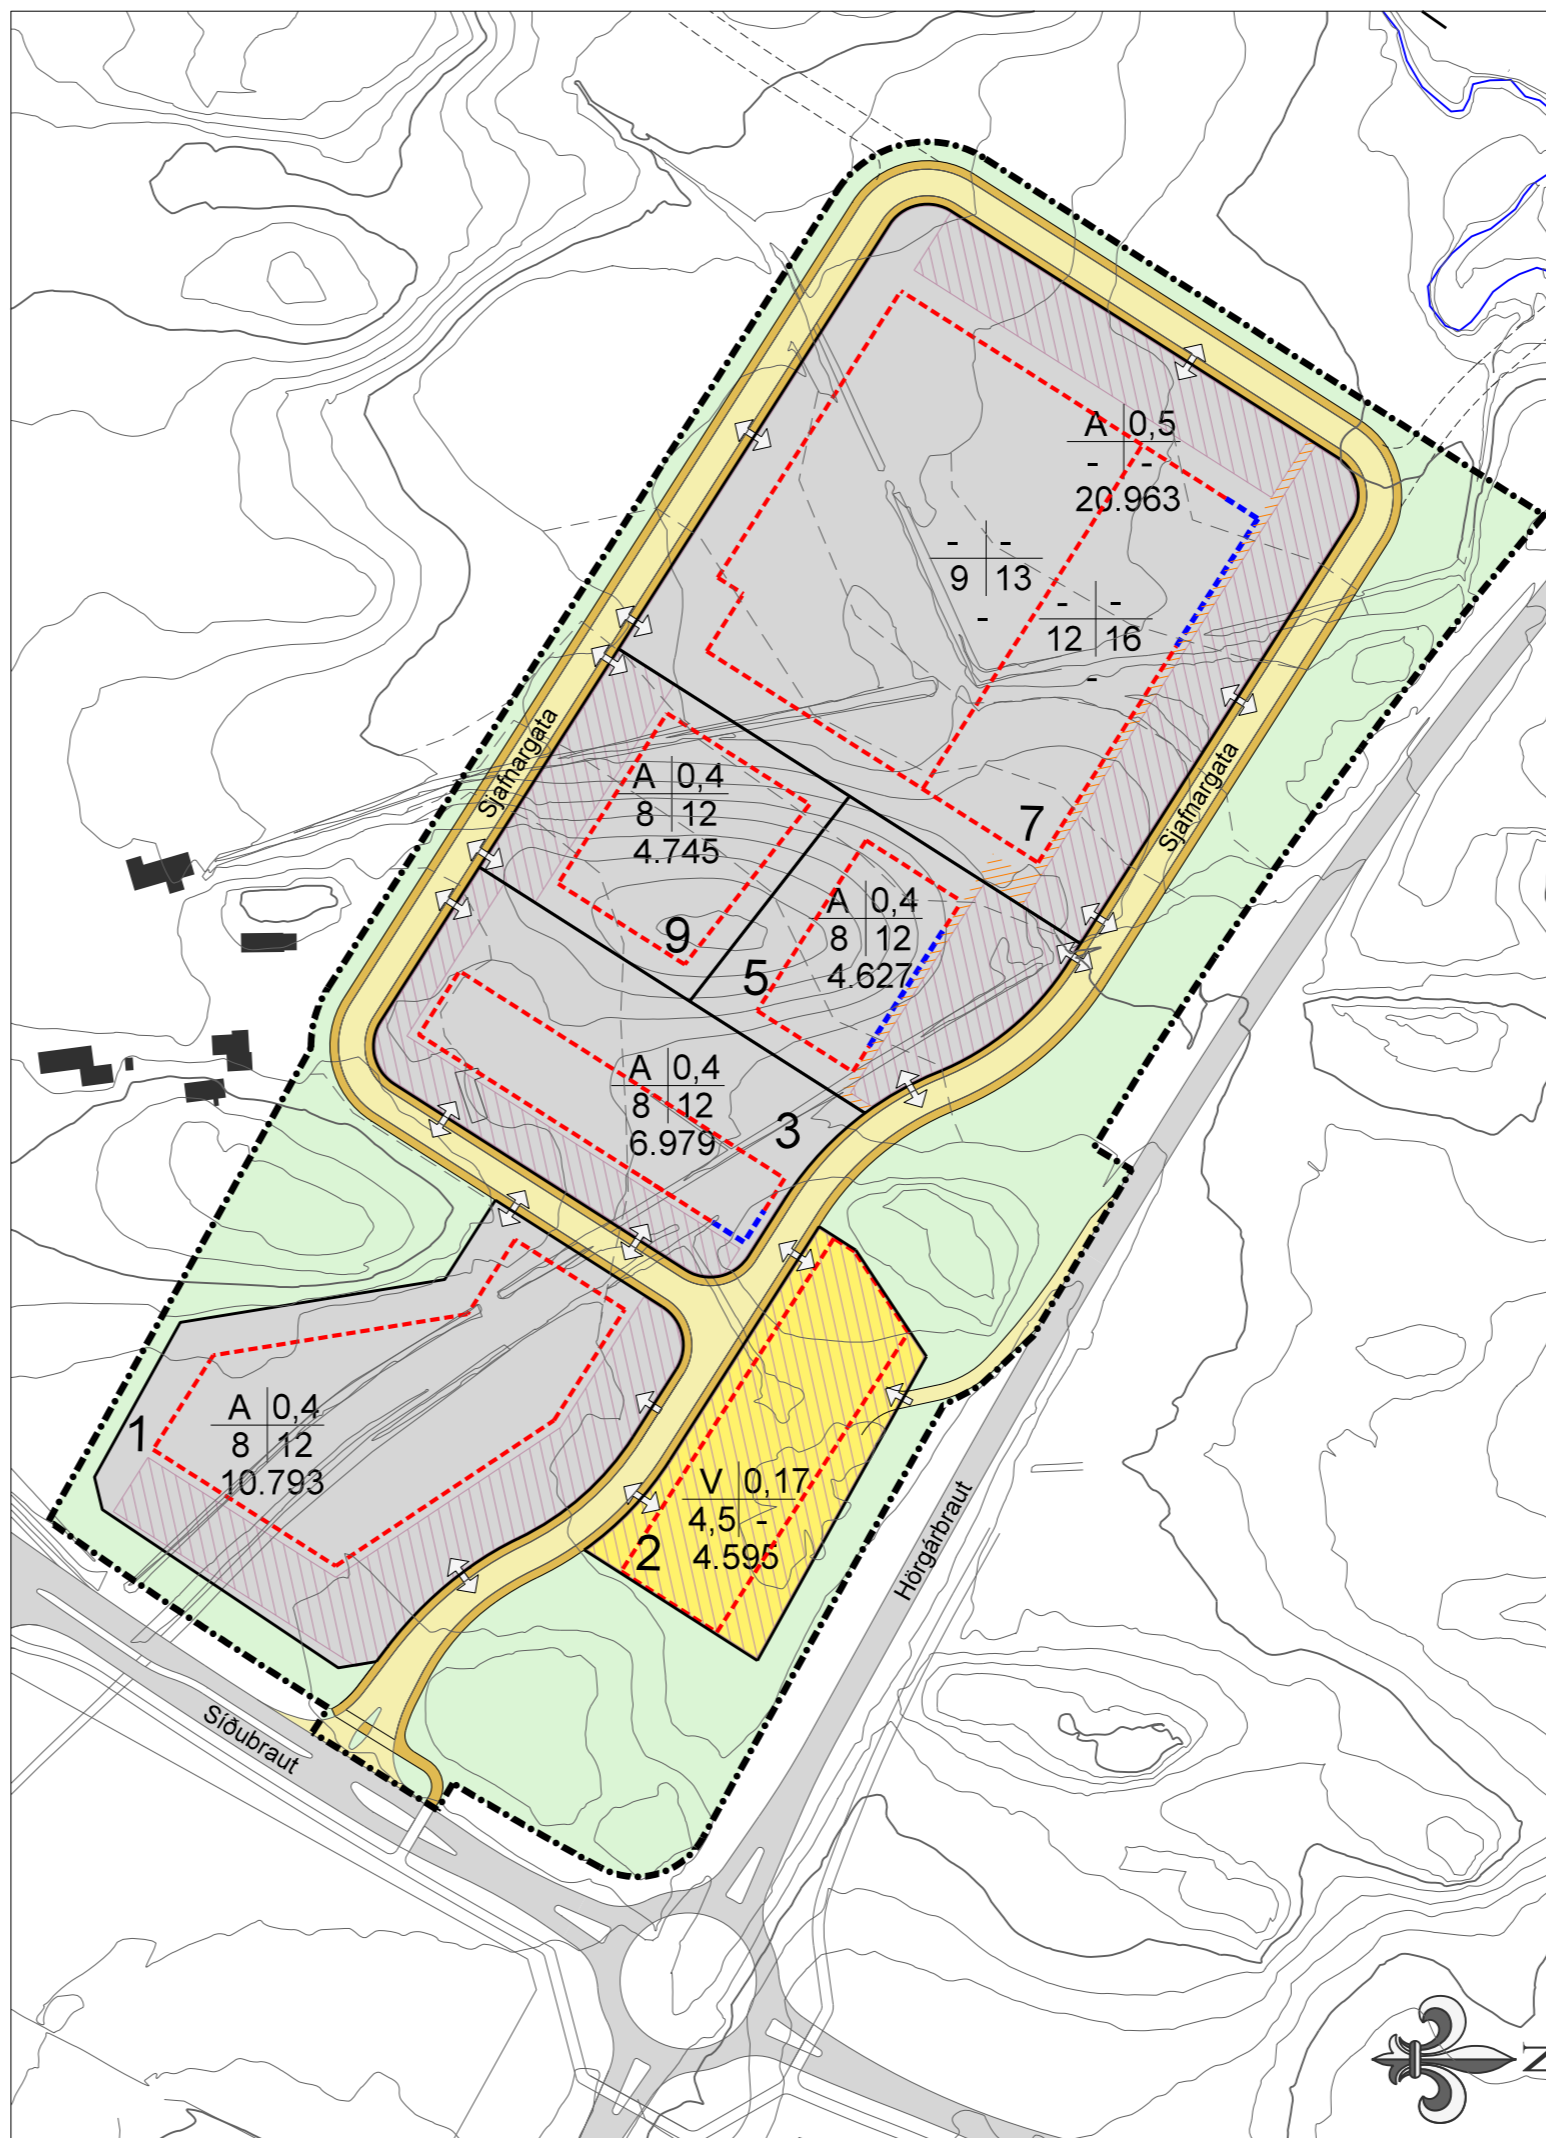 A 0,5
- -
20.963
- -
9 13
-
- -
12 16
-
7
Sjafnargata
Sjafnargata
A 0,4
8 12
4.745
9
A 0,4
8 12
4.627
5
A 0,4
8 12
6.979
3
A 0,4
8 12
10.793
1
V 0,17
4,5 -
4.595
2
Hörgárbraut
Síðubraut
N